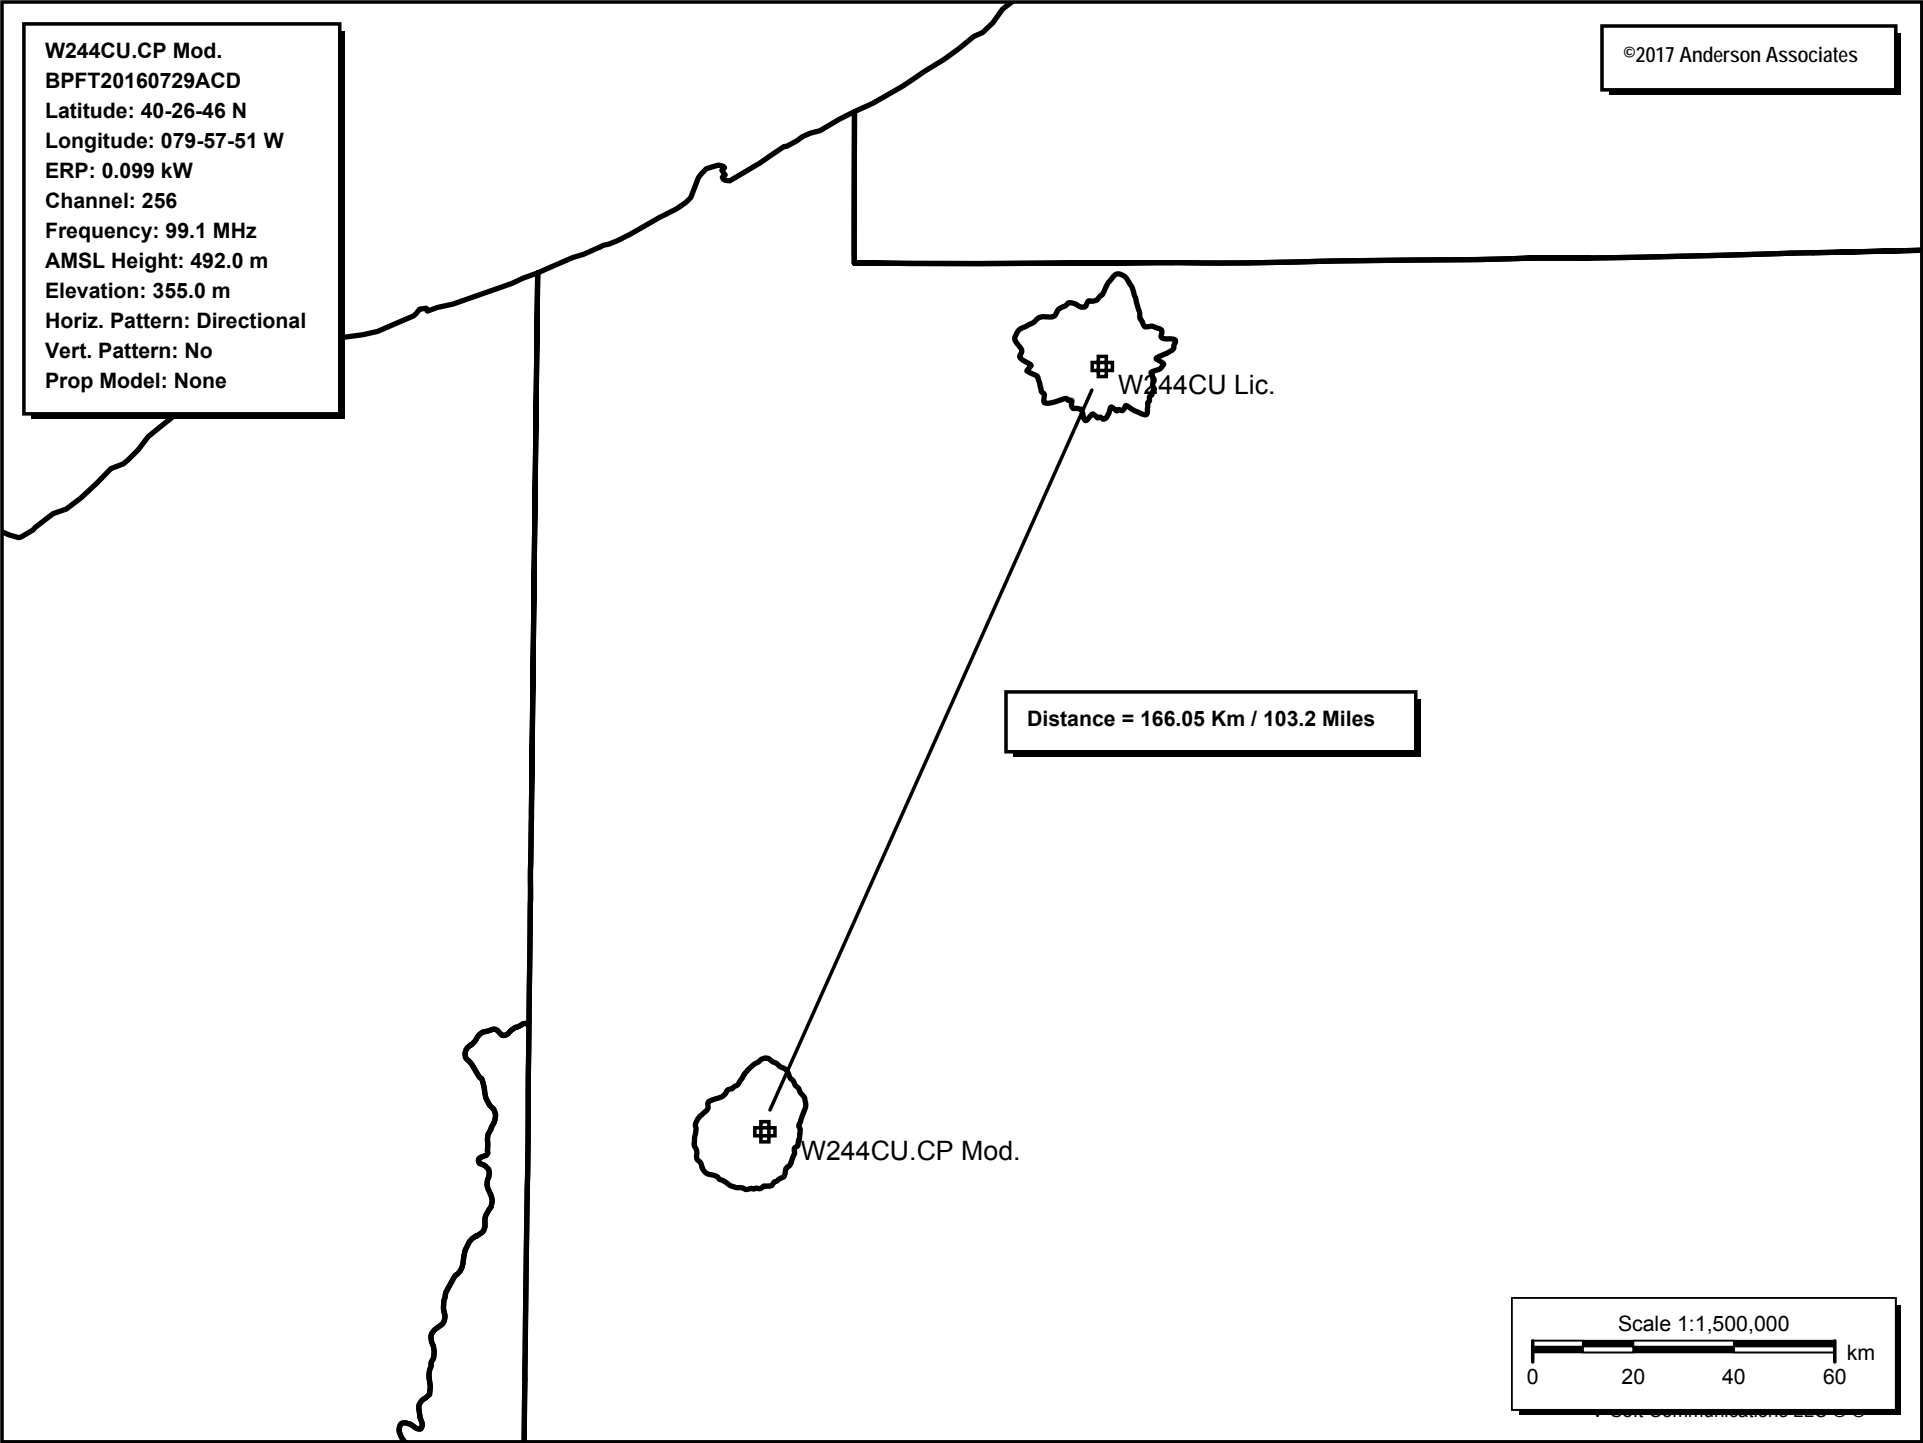 W244CU.CP Mod.
BPFT20160729ACD
Latitude: 40-26-46 N
Longitude: 079-57-51 W
ERP: 0.099 kW
Channel: 256
Frequency: 99.1 MHz
AMSL Height: 492.0 m
Elevation: 355.0 m
Horiz. Pattern: Directional
Vert. Pattern: No
Prop Model: None
©2017 Anderson Associates
W244CU Lic.
Distance = 166.05 Km / 103.2 Miles
W244CU.CP Mod.
Scale 1:1,500,000
km
0 20 40 60